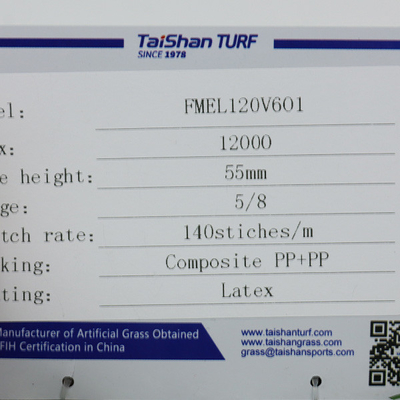 TaiShan TURF
SINCE 1978
el: FMEL120V601
x: 12000
e height: 55mm
ge: 5/8
tch rate: 140stiches/m
king: Composite PP+PP
ting: Latex
anufacturer of Artificial Grass Obtained
FIH Certification in China
www.taishanturf.com
www.taishangrass.com
grass@taishansports.com